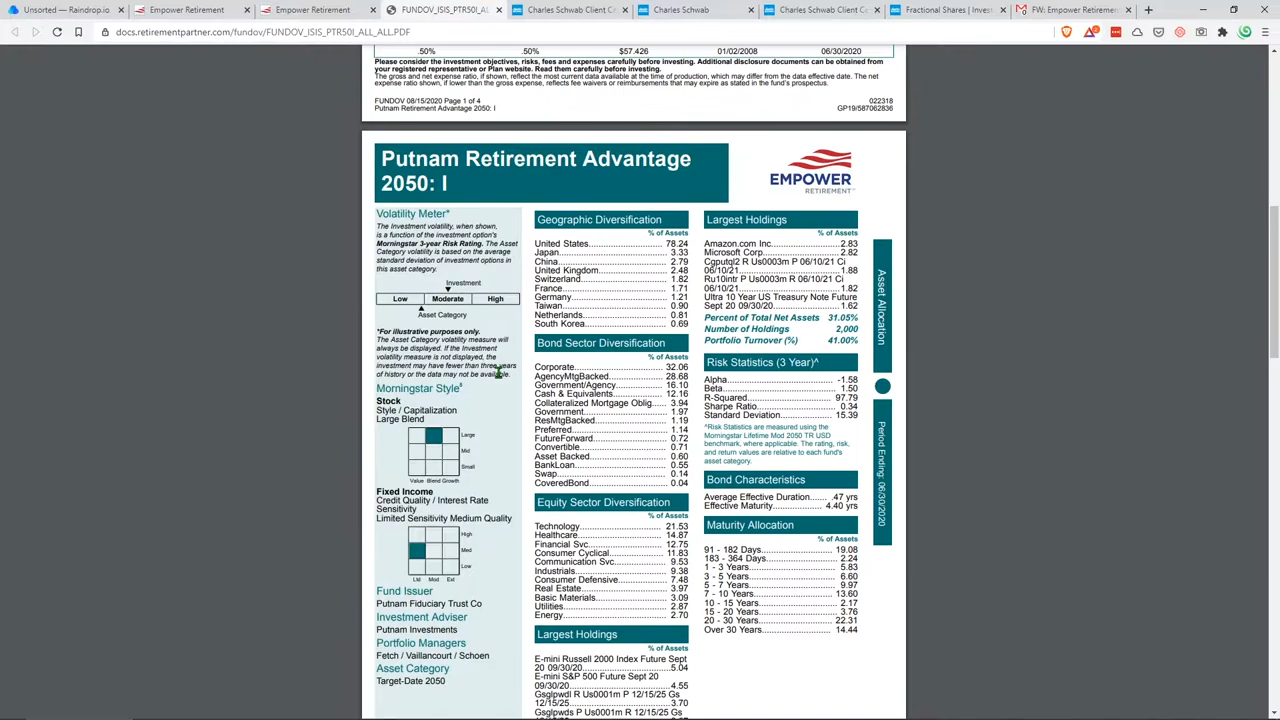 Unsorted — Raindrop.io
Empower Retirement
Empower Retirement
FUNDOV_ISIS_PTR50I_ALL_AL
Charles Schwab Client C
Charles Schwab
Charles Schwab Client C
Fractional Shares | Invest
FW: Empower Retiremen
docs.retirementpartner.com/fundov/FUNDOV_ISIS_PTR50I_ALL_ALL.PDF
.50% .50% $57.426 01/02/2008 06/30/2020
Please consider the investment objectives, risks, fees and expenses carefully before investing. Additional disclosure documents can be obtained from
your registered representative or Plan website. Read them carefully before investing.
The gross and net expense ratio, if shown, reflect the most current data available at the time of production, which may differ from the data effective date. The net
expense ratio shown, if lower than the gross expense, reflects fee waivers or reimbursements that may expire as stated in the fund's prospectus.
FUNDOV 08/15/2020 Page 1 of 4 022318
Putnam Retirement Advantage 2050: I GP19/587062836
Putnam Retirement Advantage
2050: I
EMPOWER
RETIREMENT
Volatility Meter*
The Investment volatility, when shown,
is a function of the investment option's
Morningstar 3-year Risk Rating. The Asset
Category volatility is based on the average
standard deviation of investment options in
this asset category.
Investment
Low Moderate High
Asset Category
*For illustrative purposes only.
The Asset Category volatility measure will
always be displayed. If the Investment
volatility measure is not displayed, the
investment may have fewer than three years
of history or the data may not be available.
Morningstar Style
Stock
Style / Capitalization
Large Blend
Large
Mid
Small
Value Blend Growth
Fixed Income
Credit Quality / Interest Rate
Sensitivity
Limited Sensitivity Medium Quality
High
Med
Low
Ltd Mod Ext
Fund Issuer
Putnam Fiduciary Trust Co
Investment Adviser
Putnam Investments
Portfolio Managers
Fetch / Vaillancourt / Schoen
Asset Category
Target-Date 2050
Geographic Diversification
% of Assets
United States 78.24
Japan 3.33
China 2.79
United Kingdom 2.48
Switzerland 1.82
France 1.71
Germany 1.21
Taiwan 0.90
Netherlands 0.81
South Korea 0.69
Bond Sector Diversification
% of Assets
Corporate 32.06
AgencyMtgBacked 28.68
Government/Agency 16.10
Cash & Equivalents 12.16
Collateralized Mortgage Oblig. 3.94
Government 1.97
ResMtgBacked 1.19
Preferred 1.14
FutureForward 0.72
Convertible 0.71
Asset Backed 0.60
BankLoan 0.55
Swap 0.14
CoveredBond 0.04
Equity Sector Diversification
% of Assets
Technology 21.53
Healthcare 14.87
Financial Svc 12.75
Consumer Cyclical 11.83
Communication Svc 9.53
Industrials 9.38
Consumer Defensive 7.48
Real Estate 3.97
Basic Materials 3.09
Utilities 2.87
Energy 2.70
Largest Holdings
% of Assets
E-mini Russell 2000 Index Future Sept
20 09/30/20 5.04
E-mini S&P 500 Future Sept 20
09/30/20 4.55
Gsglpwdl R Us0001m P 12/15/25 Gs
12/15/25 3.70
Gsglpwds P Us0001m R 12/15/25 Gs
Largest Holdings
% of Assets
Amazon.com Inc 2.83
Microsoft Corp 2.82
Cgputql2 R Us0003m P 06/10/21 Ci
06/10/21 1.88
Ru10intr P Us0003m R 06/10/21 Ci
06/10/21 1.82
Ultra 10 Year US Treasury Note Future
Sept 20 09/30/20 1.62
Percent of Total Net Assets 31.05%
Number of Holdings 2,000
Portfolio Turnover (%) 41.00%
Risk Statistics (3 Year)^
Alpha -1.58
Beta 1.50
R-Squared 97.79
Sharpe Ratio 0.34
Standard Deviation 15.39
^Risk Statistics are measured using the
Morningstar Lifetime Mod 2050 TR USD
benchmark, where applicable. The rating, risk,
and return values are relative to each fund's
asset category.
Bond Characteristics
Average Effective Duration .47 yrs
Effective Maturity 4.40 yrs
Maturity Allocation
% of Assets
91 - 182 Days 19.08
183 - 364 Days 2.24
1 - 3 Years 5.83
3 - 5 Years 6.60
5 - 7 Years 9.97
7 - 10 Years 13.60
10 - 15 Years 2.17
15 - 20 Years 3.76
20 - 30 Years 22.31
Over 30 Years 14.44
Asset Allocation
Period Ending: 06/30/2020